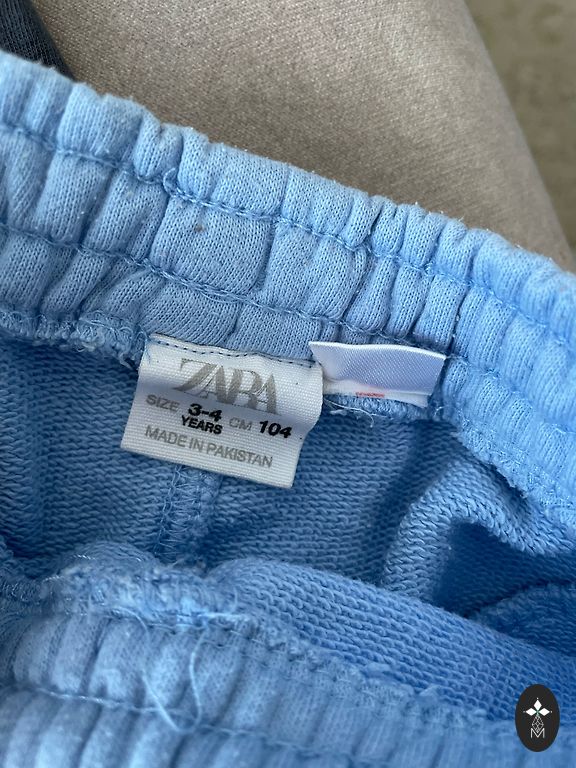 ZARA
SIZE 3-4 YEARS CM 104
MADE IN PAKISTAN
M